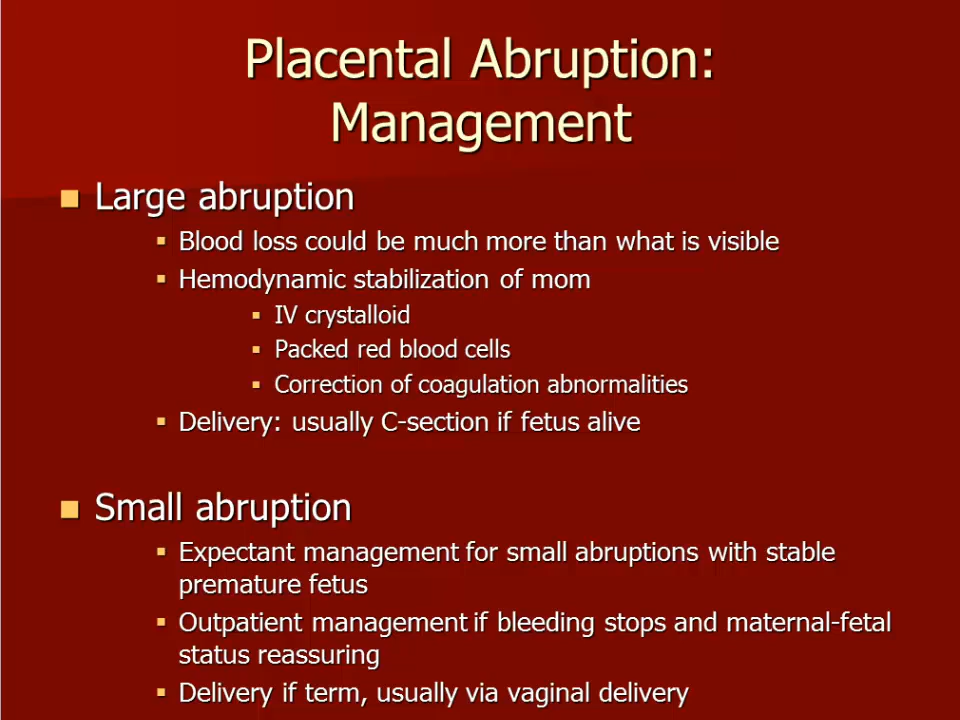 Placental Abruption:
Management
Large abruption
Blood loss could be much more than what is visible
Hemodynamic stabilization of mom
IV crystalloid
Packed red blood cells
Correction of coagulation abnormalities
Delivery: usually C-section if fetus alive
Small abruption
Expectant management for small abruptions with stable
premature fetus
Outpatient management if bleeding stops and maternal-fetal
status reassuring
Delivery if term, usually via vaginal delivery